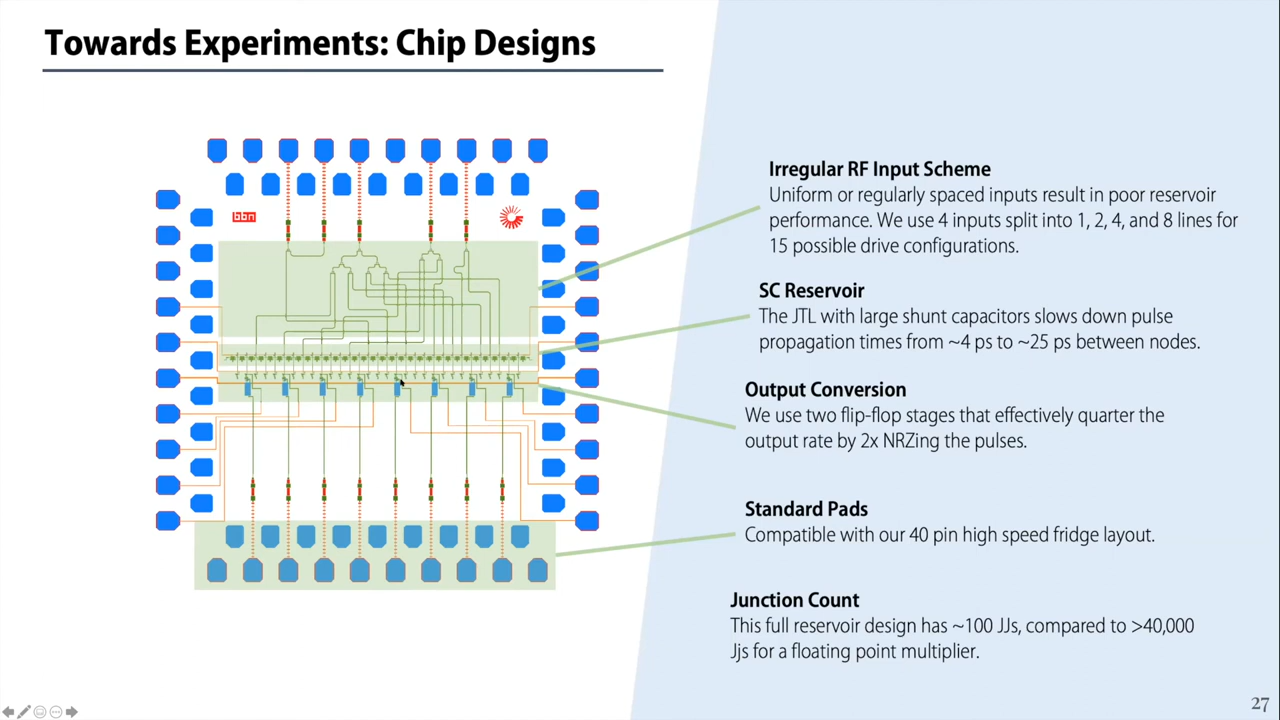 Towards Experiments: Chip Designs
bbn
Irregular RF Input Scheme
Uniform or regularly spaced inputs result in poor reservoir
performance. We use 4 inputs split into 1, 2, 4, and 8 lines for
15 possible drive configurations.
SC Reservoir
The JTL with large shunt capacitors slows down pulse
propagation times from ~4 ps to ~25 ps between nodes.
Output Conversion
We use two flip-flop stages that effectively quarter the
output rate by 2x NRZing the pulses.
Standard Pads
Compatible with our 40 pin high speed fridge layout.
Junction Count
This full reservoir design has ~100 JJs, compared to >40,000
Jjs for a floating point multiplier.
27